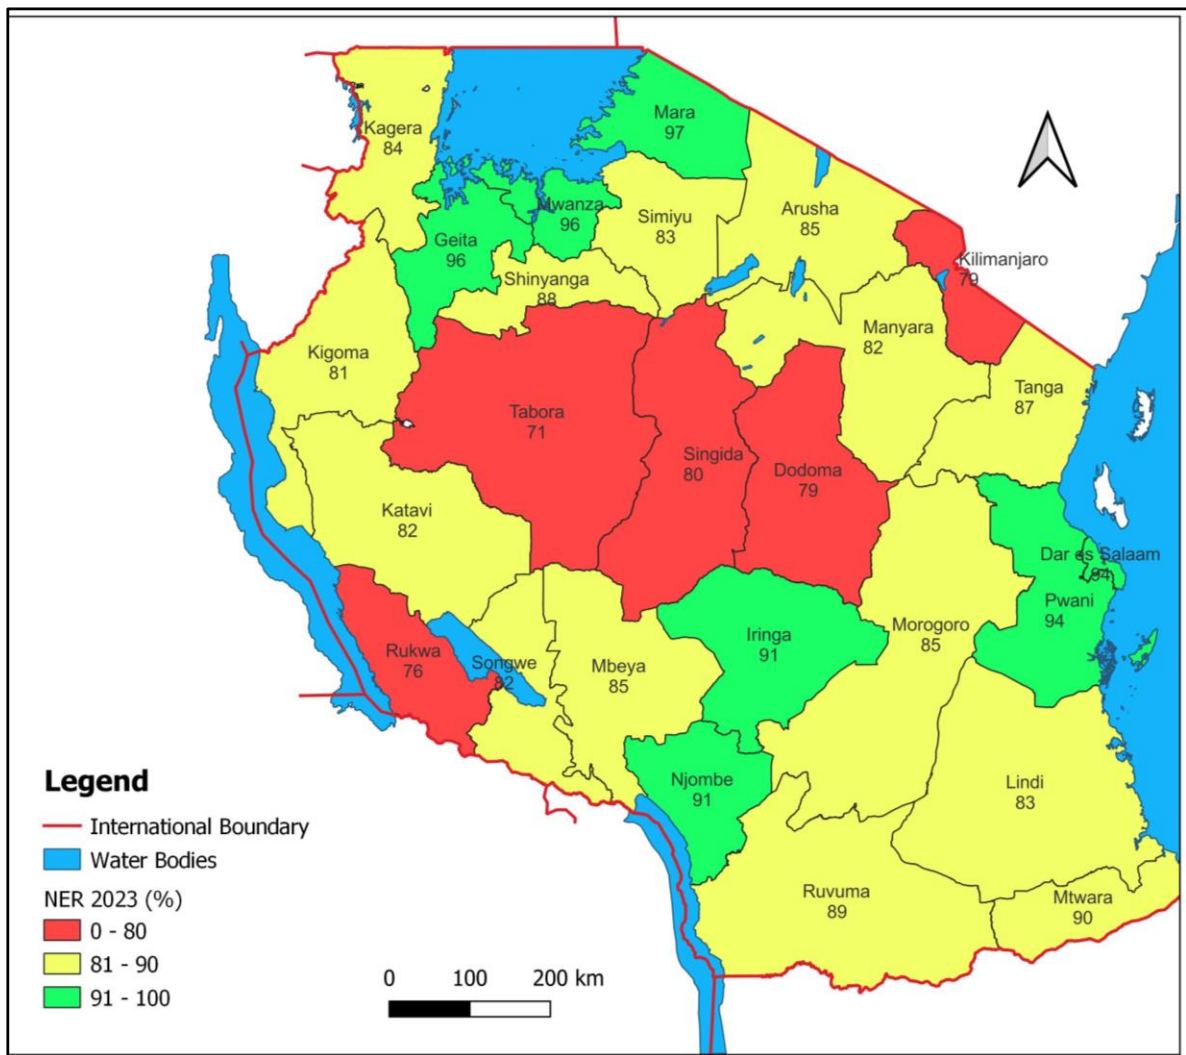 Mara
97
Kagera
84
Mwanza
96
Simiyu
83
Arusha
85
Geita
96
Kilimanjaro
79
Shinyanga
88
Manyara
82
Kigoma
81
Tanga
87
Tabora
71
Singida
80
Dodoma
79
Katavi
82
Dar es Salaam
94
Pwani
94
Iringa
91
Morogoro
85
Rukwa
76
Songwe
82
Mbeya
85
Njombe
91
Lindi
83
Ruvuma
89
Mtwara
90
Legend
International Boundary
Water Bodies
NER 2023 (%)
0 - 80
81 - 90
91 - 100
0 100 200 km